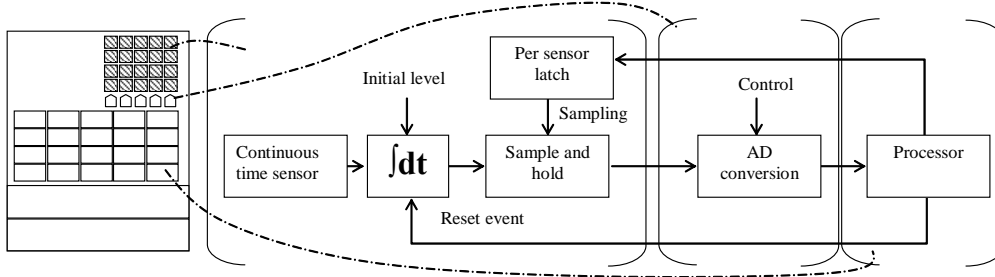 Per sensor
latch
Initial level
Control
Sampling
Continuous
time sensor
∫dt
Sample and
hold
AD
conversion
Processor
Reset event